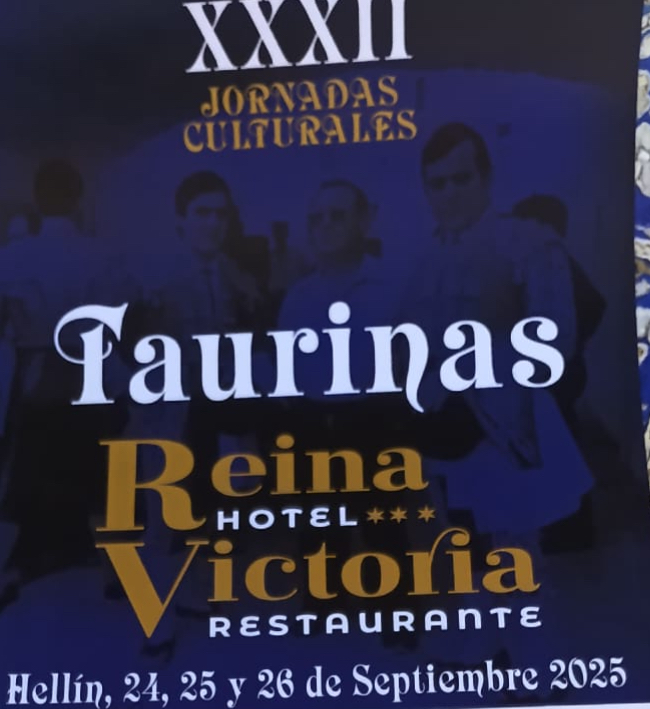 XXXII
JORNADAS
CULTURALES
Taurinas
Reina
HOTEL ***
Victoria
RESTAURANTE
Hellín, 24, 25 y 26 de Septiembre 2025